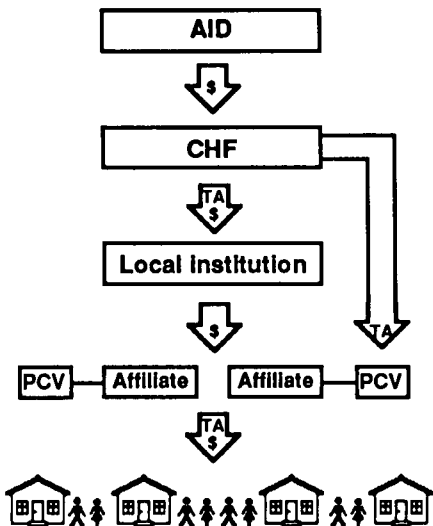 AID
$
CHF
TA
$
Local institution
$
TA
PCV Affiliate Affiliate PCV
TA
$